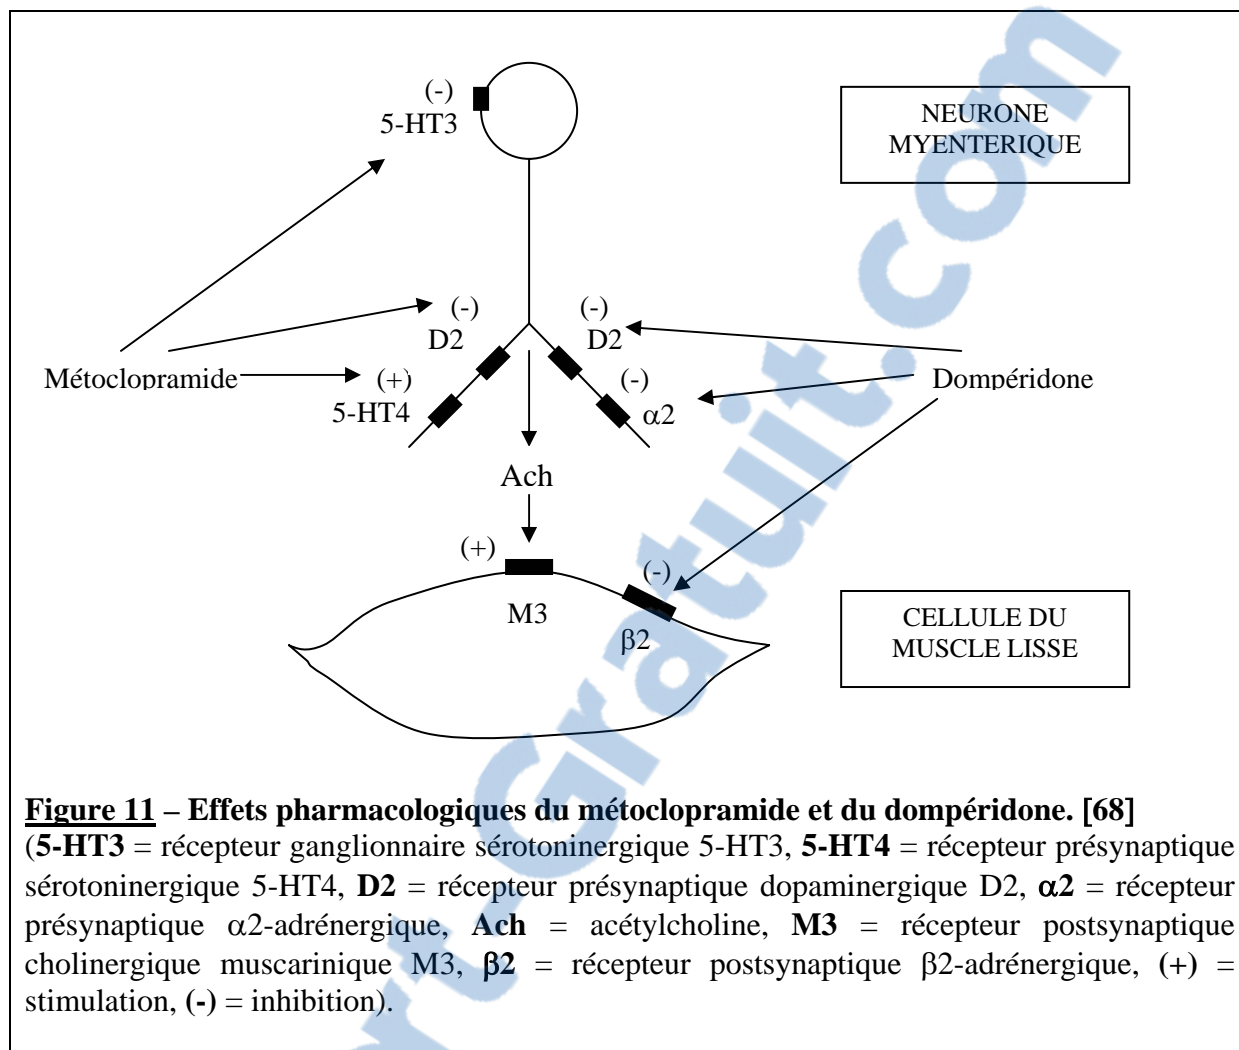 (-)
5-HT3
NEURONE
MYENTERIQUE
(-)
D2
(-)
D2
Métoclopramide
(+)
5-HT4
(-)
α2
Dompéridone
Ach
(+)
M3
(-)
β2
CELLULE DU
MUSCLE LISSE
Figure 11 – Effets pharmacologiques du métoclopramide et du dompéridone. [68]
(5-HT3 = récepteur ganglionnaire sérotoninergique 5-HT3, 5-HT4 = récepteur présynaptique
sérotoninergique 5-HT4, D2 = récepteur présynaptique dopaminergique D2, α2 = récepteur
présynaptique α2-adrénergique, Ach = acétylcholine, M3 = récepteur postsynaptique
cholinergique muscarinique M3, β2 = récepteur postsynaptique β2-adrénergique, (+) =
stimulation, (-) = inhibition).
rt-Gratuit.com